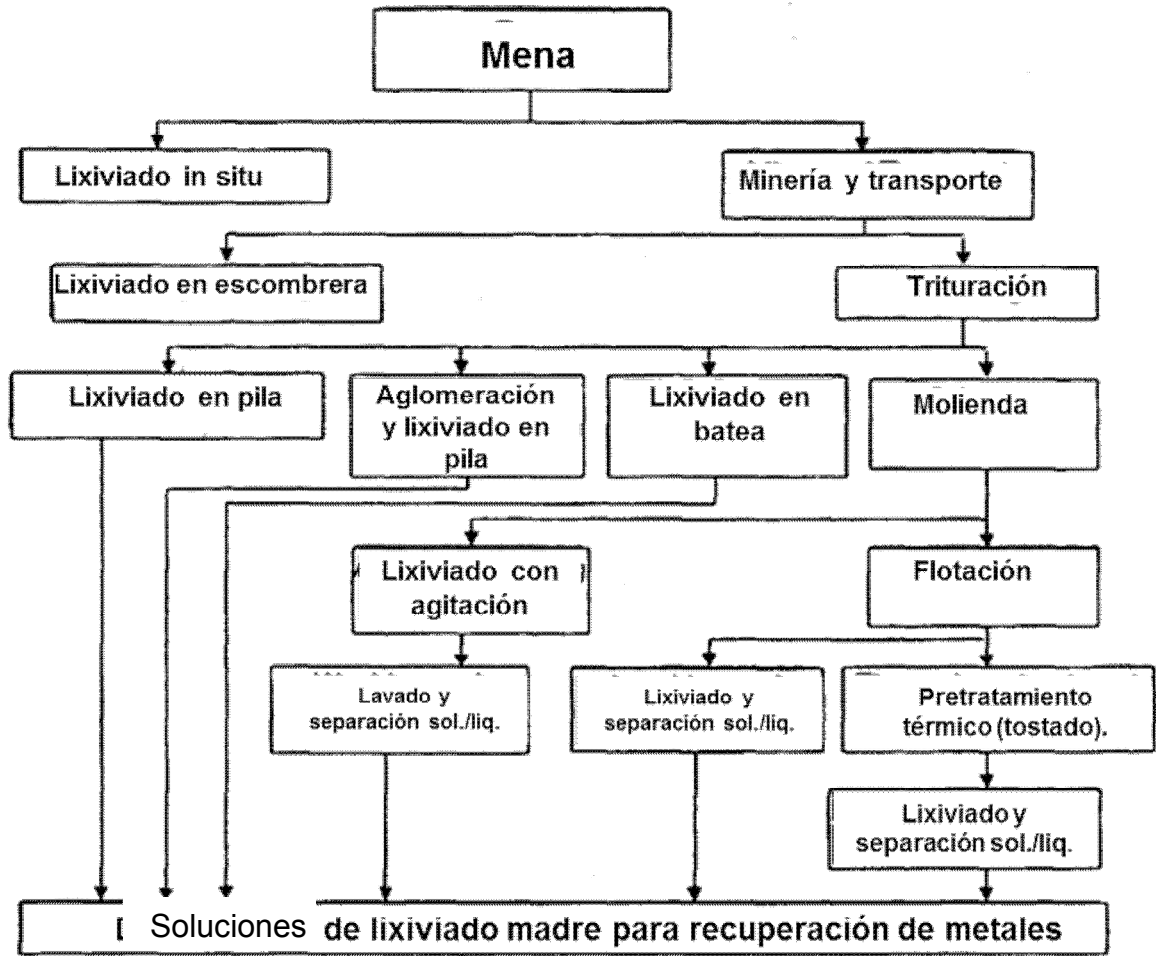 Mena
Lixiviado in situ
Minería y transporte
Lixiviado en escombrera
Trituración
Lixiviado en pila
Aglomeración
y lixiviado en
pila
Lixiviado en
batea
Molienda
Lixiviado con
agitación
Flotación
Lavado y
separación sol./liq.
Lixiviado y
separación sol./liq.
Pretratamiento
térmico (tostado).
Lixiviado y
separación sol./liq.
Soluciones de lixiviado madre para recuperación de metales